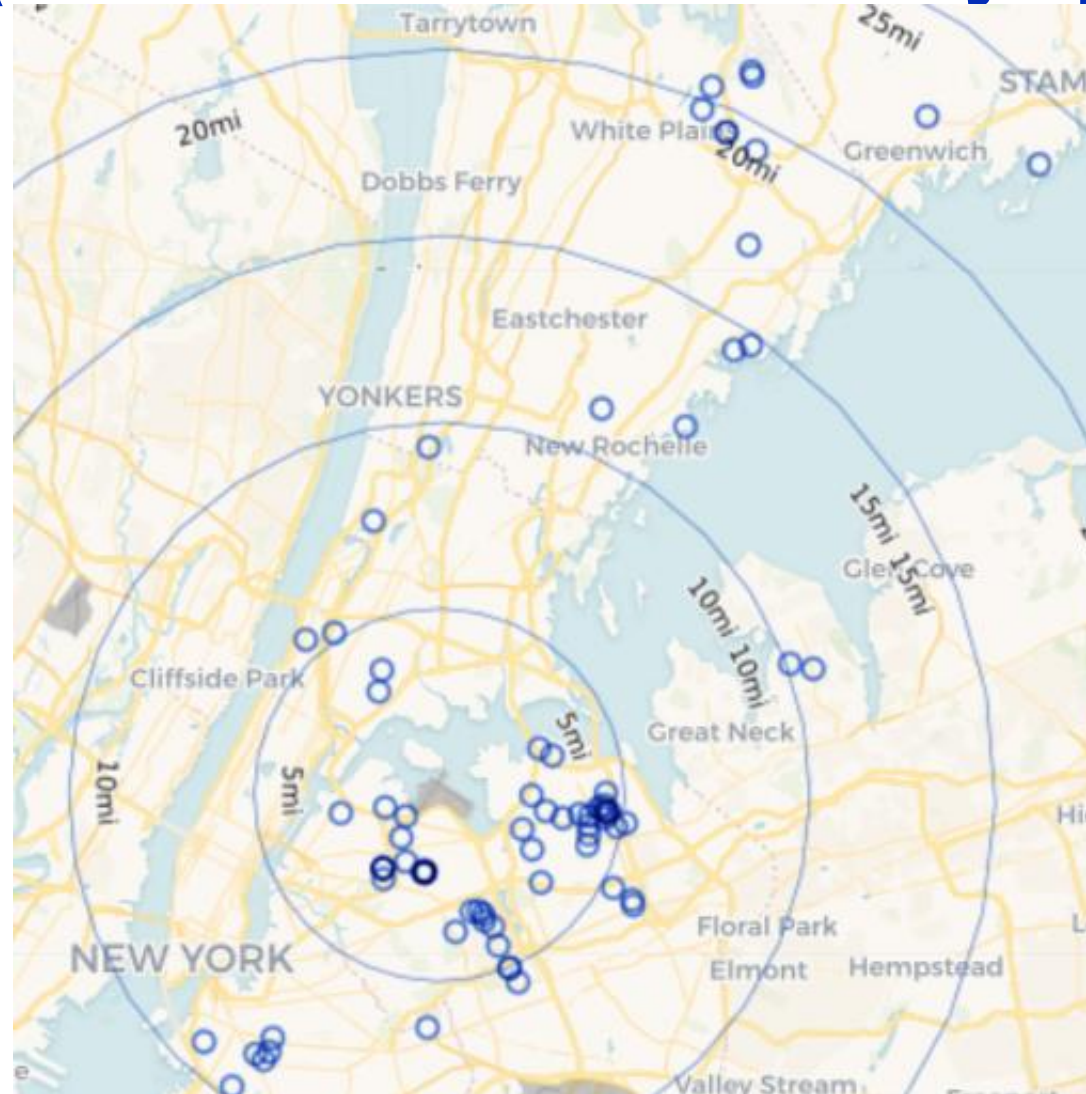 Tarrytown
25mi
STAM
20mi
White Plains
20mi
Greenwich
Dobbs Ferry
Eastchester
YONKERS
New Rochelle
15mi
15mi
Glen Cove
10mi
10mi
Cliffside Park
Great Neck
5mi
5mi
10mi
Hi
Floral Park
NEW YORK
Elmont
Hempstead
L
e
Valley Stream